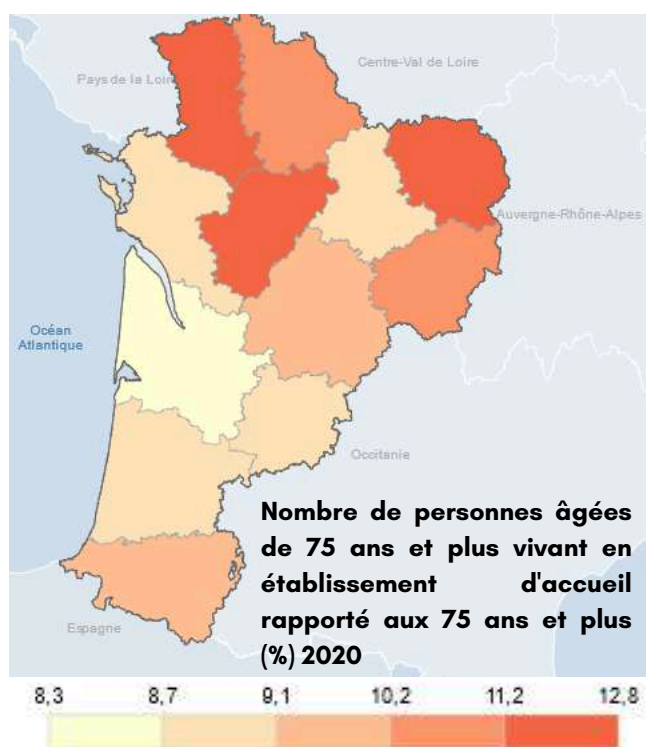 Centre-Val de Loire
Pays de la Loire
Auvergne-Rhône-Alpes
Océan
Atlantique
Occitanie
Nombre de personnes âgées
de 75 ans et plus vivant en
établissement d'accueil
rapporté aux 75 ans et plus
(%) 2020
Espagne
8,3 8,7 9,1 10,2 11,2 12,8